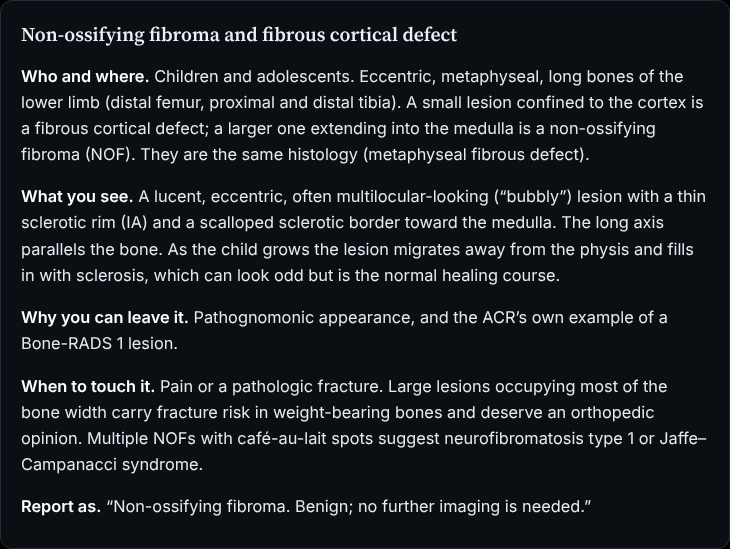 Non-ossifying fibroma and fibrous cortical defect
Who and where. Children and adolescents. Eccentric, metaphyseal, long bones of the
lower limb (distal femur, proximal and distal tibia). A small lesion confined to the cortex is
a fibrous cortical defect; a larger one extending into the medulla is a non-ossifying
fibroma (NOF). They are the same histology (metaphyseal fibrous defect).
What you see. A lucent, eccentric, often multilocular-looking (“bubbly”) lesion with a thin
sclerotic rim (IA) and a scalloped sclerotic border toward the medulla. The long axis
parallels the bone. As the child grows the lesion migrates away from the physis and fills
in with sclerosis, which can look odd but is the normal healing course.
Why you can leave it. Pathognomonic appearance, and the ACR’s own example of a
Bone-RADS 1 lesion.
When to touch it. Pain or a pathologic fracture. Large lesions occupying most of the
bone width carry fracture risk in weight-bearing bones and deserve an orthopedic
opinion. Multiple NOFs with café-au-lait spots suggest neurofibromatosis type 1 or Jaffe–
Campanacci syndrome.
Report as. “Non-ossifying fibroma. Benign; no further imaging is needed.”